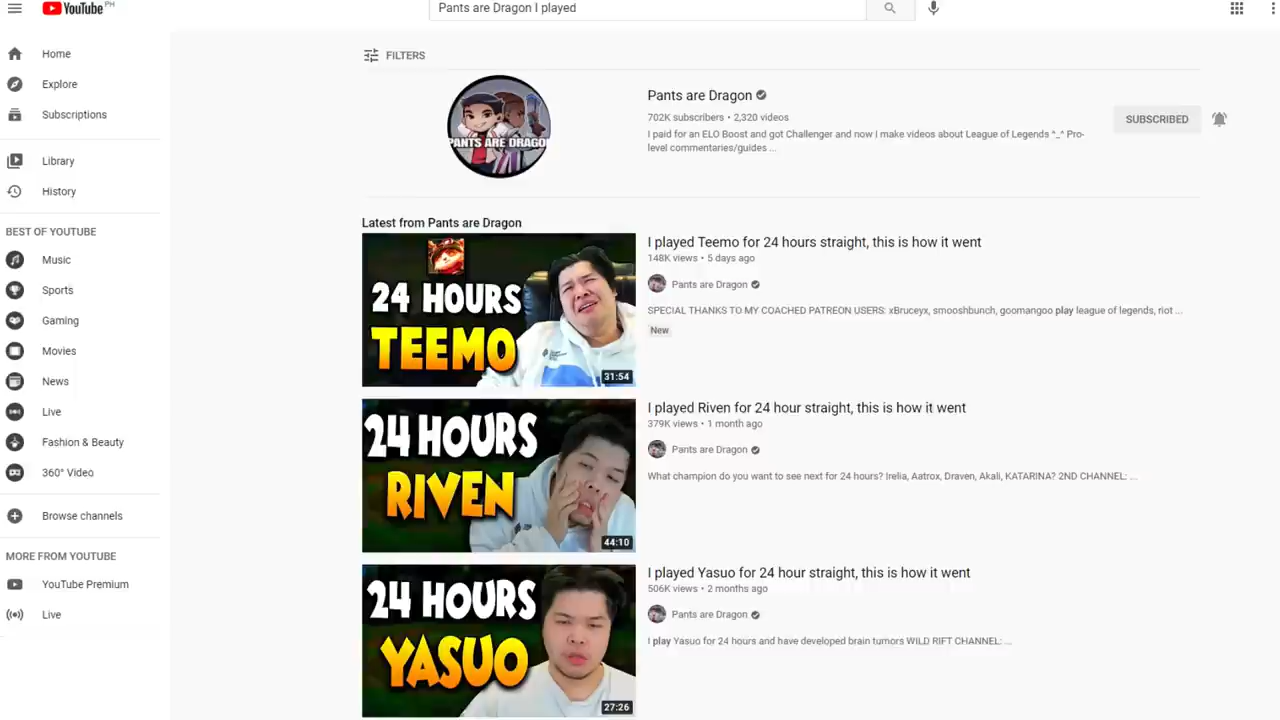 YouTube PH
Pants are Dragon I played
Home
Explore
Subscriptions
Library
History
BEST OF YOUTUBE
Music
Sports
Gaming
Movies
News
Live
Fashion & Beauty
360° Video
Browse channels
MORE FROM YOUTUBE
YouTube Premium
Live
FILTERS
PANTS ARE DRAGON
Pants are Dragon
702K subscribers • 2,320 videos
I paid for an ELO Boost and got Challenger and now I make videos about League of Legends ^_^ Pro-
level commentaries/guides ...
SUBSCRIBED
Latest from Pants are Dragon
24 HOURS
TEEMO
31:54
I played Teemo for 24 hours straight, this is how it went
148K views • 5 days ago
Pants are Dragon
SPECIAL THANKS TO MY COACHED PATREON USERS: xBruceyx, smooshbunch, goomangoo play league of legends, riot ...
New
24 HOURS
RIVEN
44:10
I played Riven for 24 hour straight, this is how it went
379K views • 1 month ago
Pants are Dragon
What champion do you want to see next for 24 hours? Irelia, Aatrox, Draven, Akali, KATARINA? 2ND CHANNEL: ...
24 HOURS
YASUO
27:26
I played Yasuo for 24 hour straight, this is how it went
506K views • 2 months ago
Pants are Dragon
I play Yasuo for 24 hours and have developed brain tumors WILD RIFT CHANNEL: ...